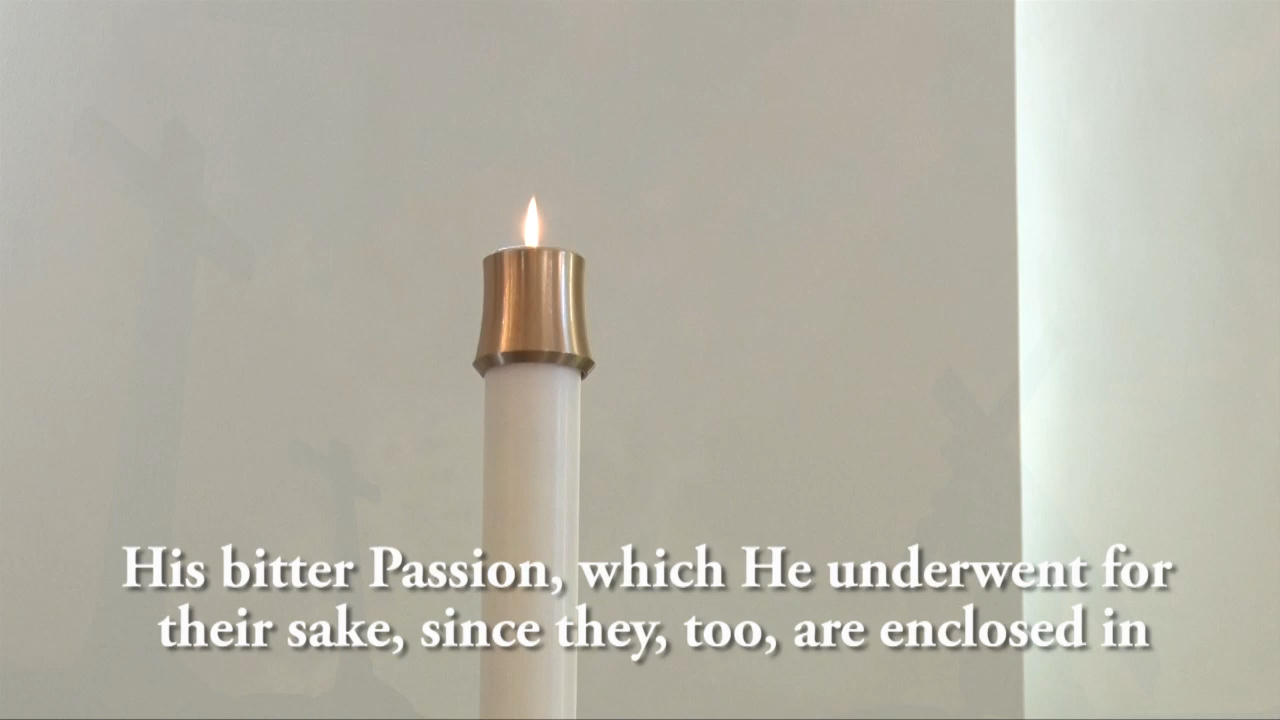 His bitter Passion, which He underwent for
their sake, since they, too, are enclosed in